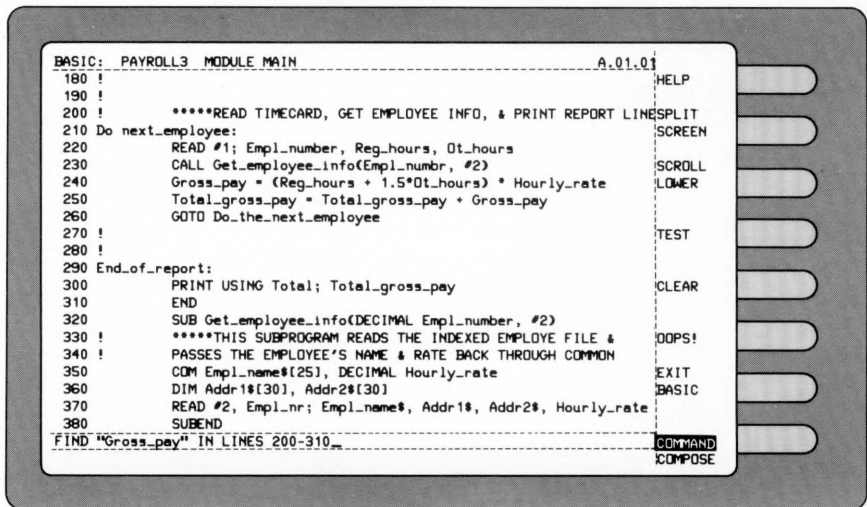 BASIC: PAYROLL3 MODULE MAIN A.01.01
180 !
HELP
190 !
200 ! *****READ TIMECARD, GET EMPLOYEE INFO, & PRINT REPORT LINE
SPLIT
210 Do next_employee:
SCREEN
220 READ #1; Empl_number, Reg_hours, Ot_hours
230 CALL Get_employee_info(Empl_numbr, #2)
SCROLL
240 Gross_pay = (Reg_hours + 1.5*Ot_hours) * Hourly_rate
LOWER
250 Total_gross_pay = Total_gross_pay + Gross_pay
260 GOTO Do_the_next_employee
270 !
TEST
280 !
290 End_of_report:
300 PRINT USING Total; Total_gross_pay
CLEAR
310 END
320 SUB Get_employee_info(DECIMAL Empl_number, #2)
330 ! *****THIS SUBPROGRAM READS THE INDEXED EMPLOYE FILE &
OOPS!
340 ! PASSES THE EMPLOYEE'S NAME & RATE BACK THROUGH COMMON
350 COM Empl_name$[25], DECIMAL Hourly_rate
EXIT
360 DIM Addr1$[30], Addr2$[30]
BASIC
370 READ #2, Empl_nr; Empl_name$, Addr1$, Addr2$, Hourly_rate
380 SUBEND
FIND "Gross_pay" IN LINES 200-310_
COMMAND
COMPOSE